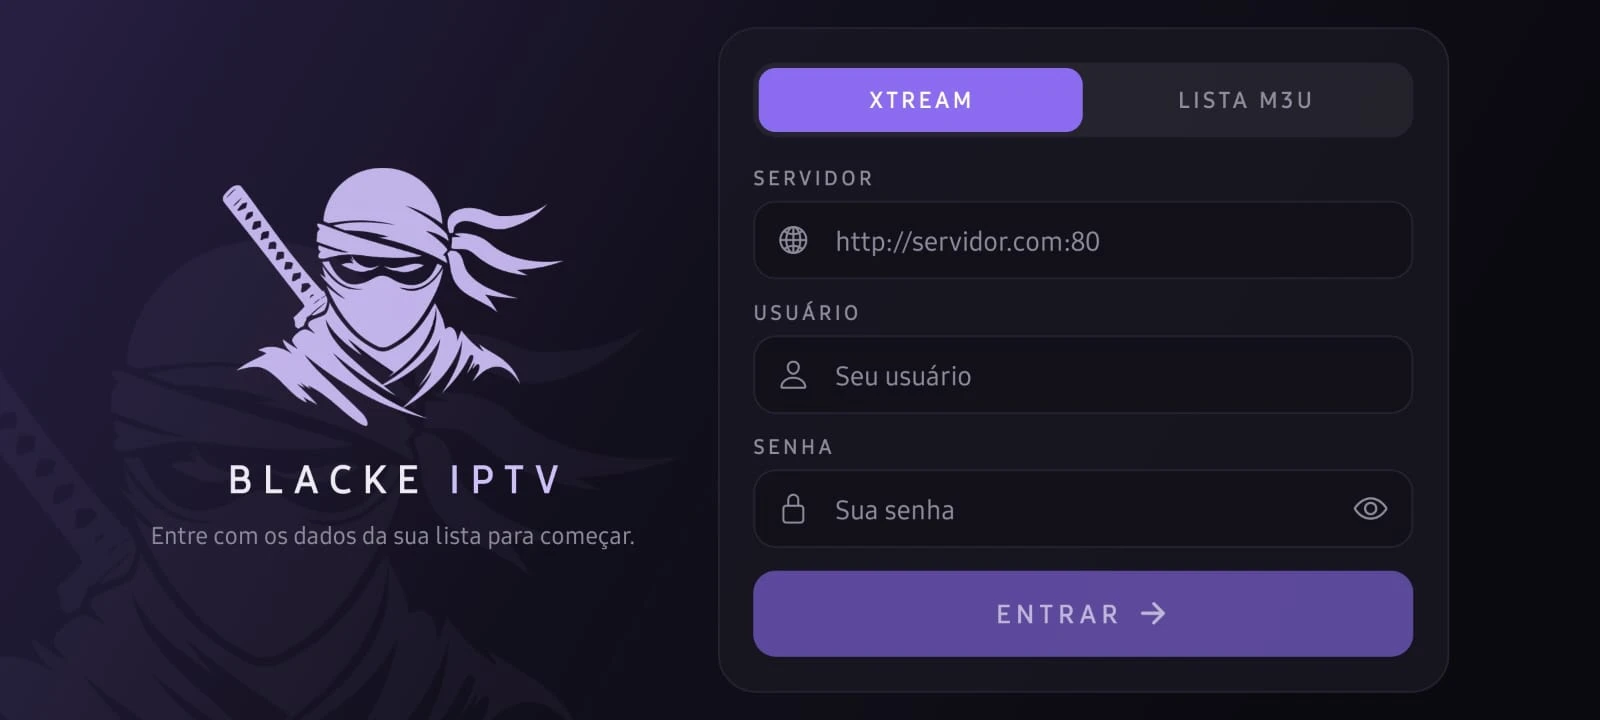 BLACKE IPTV
Entre com os dados da sua lista para começar.
XTREAM
LISTA M3U
SERVIDOR
http://servidor.com:80
USUÁRIO
Seu usuário
SENHA
Sua senha
ENTRAR →